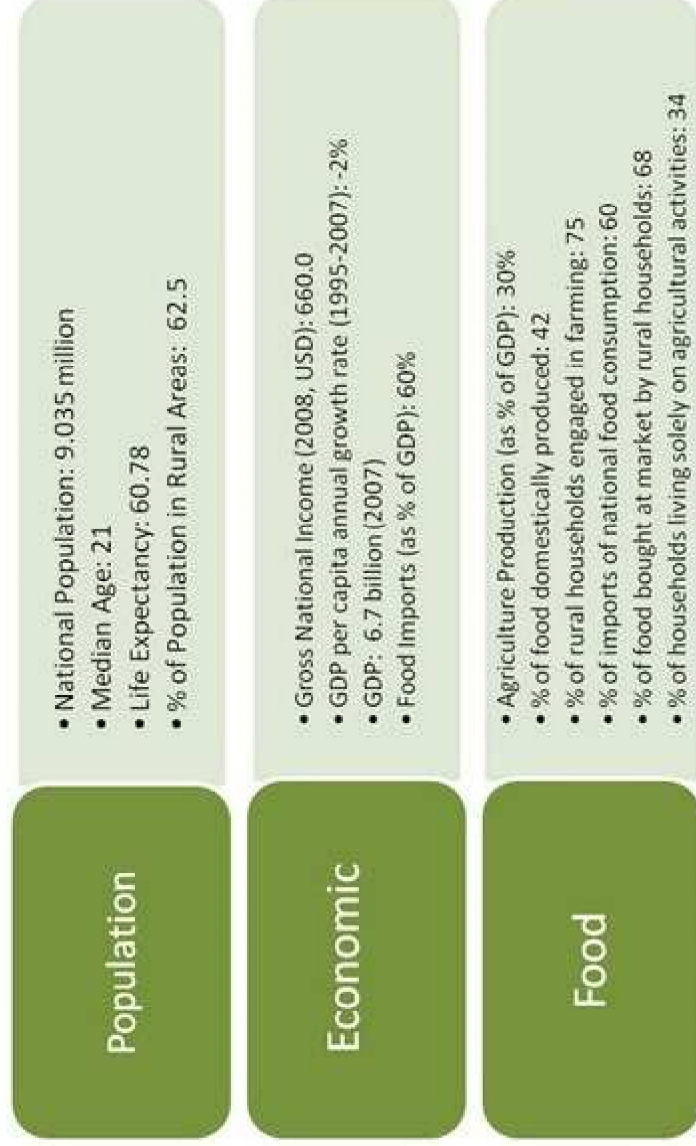 Population
• National Population: 9.035 million
• Median Age: 21
• Life Expectancy: 60.78
• % of Population in Rural Areas: 62.5
Economic
• Gross National Income (2008, USD): 660.0
• GDP per capita annual growth rate (1995-2007): -2%
• GDP: 6.7 billion (2007)
• Food Imports (as % of GDP): 60%
Food
• Agriculture Production (as % of GDP): 30%
• % of food domestically produced: 42
• % of rural households engaged in farming: 75
• % of imports of national food consumption: 60
• % of food bought at market by rural households: 68
• % of households living solely on agricultural activities: 34